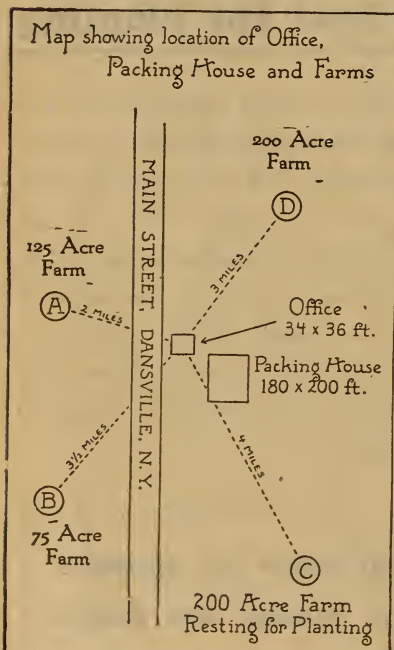 Map showing location of Office,
Packing House and Farms
200 Acre
Farm
D
125 Acre
Farm
A
2 MILES
3 MILES
MAIN STREET, DANSVILLE, N.Y.
Office
34 x 36 ft.
Packing House
180 x 200 ft.
3½ MILES
4 MILES
B
75 Acre
Farm
C
200 Acre Farm
Resting for Planting